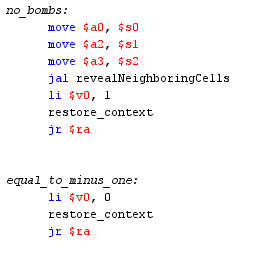 no_bombs:
move $a0, $s0
move $a2, $s1
move $a3, $s2
jal revealNeighboringCells
li $v0, 1
restore_context
jr $ra
equal_to_minus_one:
li $v0, 0
restore_context
jr $ra